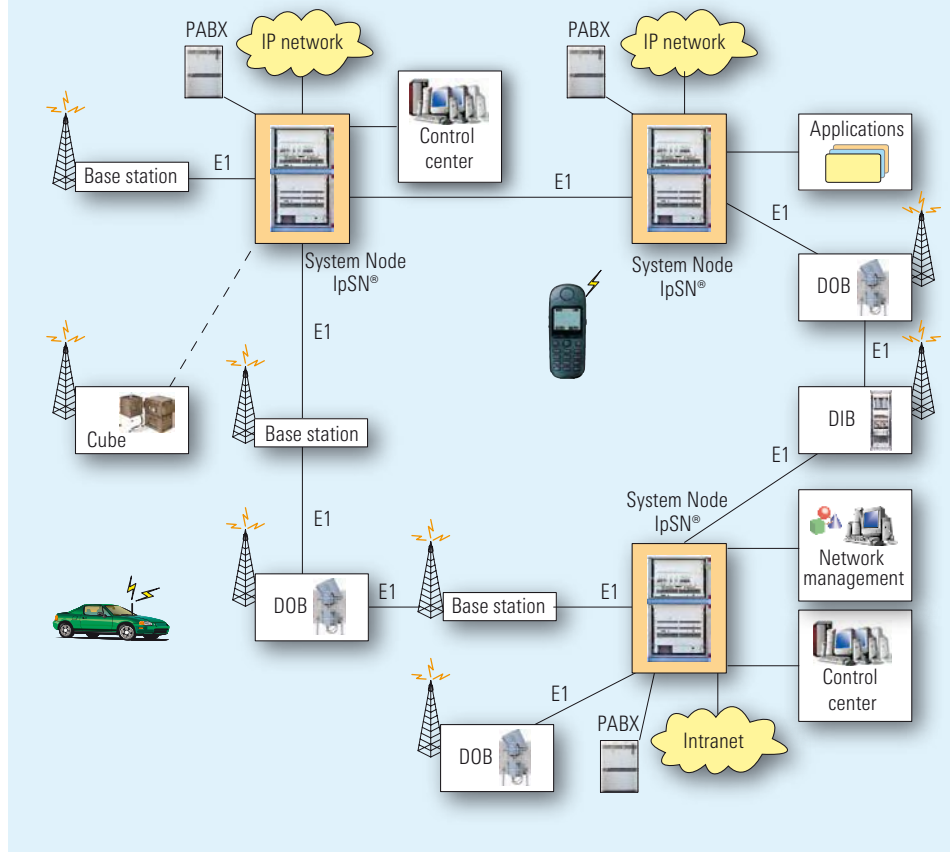 PABX
IP network
PABX
IP network
Control
center
Applications
Base station
E1
E1
E1
System Node
IpSN®
System Node
IpSN®
DOB
E1
E1
Cube
Base station
DIB
E1
System Node
IpSN®
E1
Network
management
DOB
E1
Base station
E1
Control
center
E1
PABX
Intranet
DOB